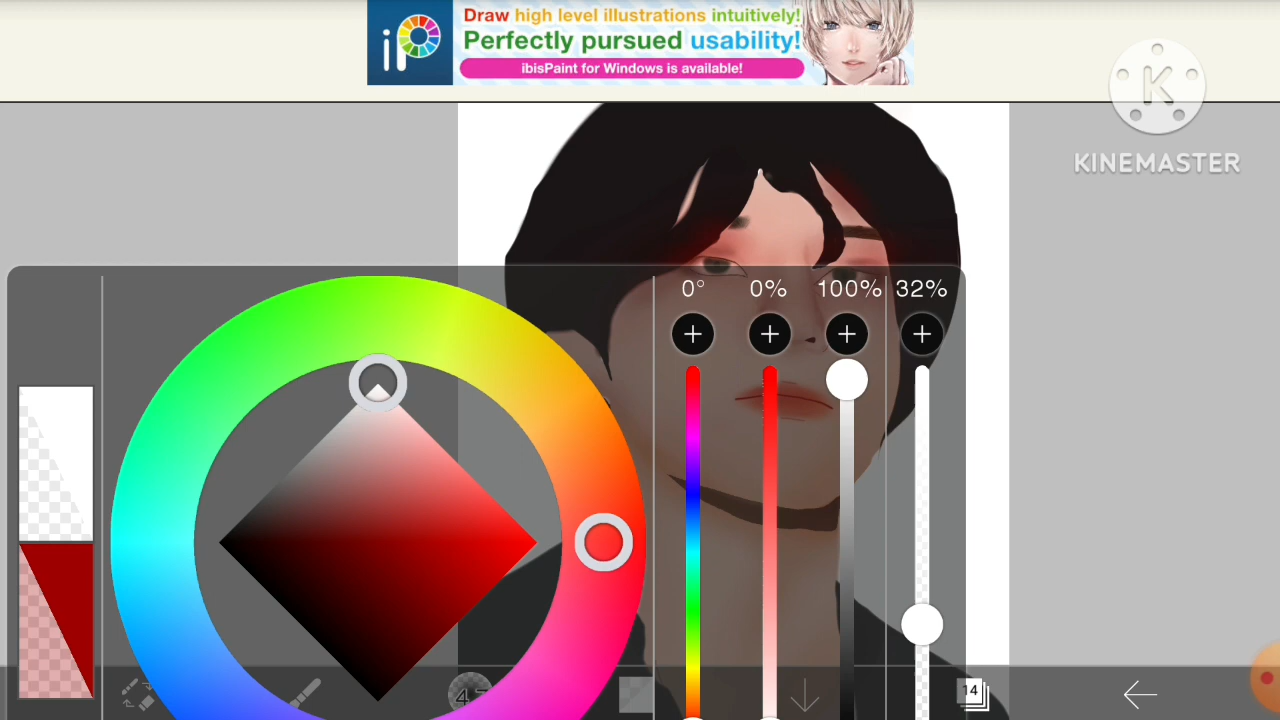 iP
Draw high level illustrations intuitively!
Perfectly pursued usability!
ibisPaint for Windows is available!
K
KINEMASTER
0° 0% 100% 32%
14